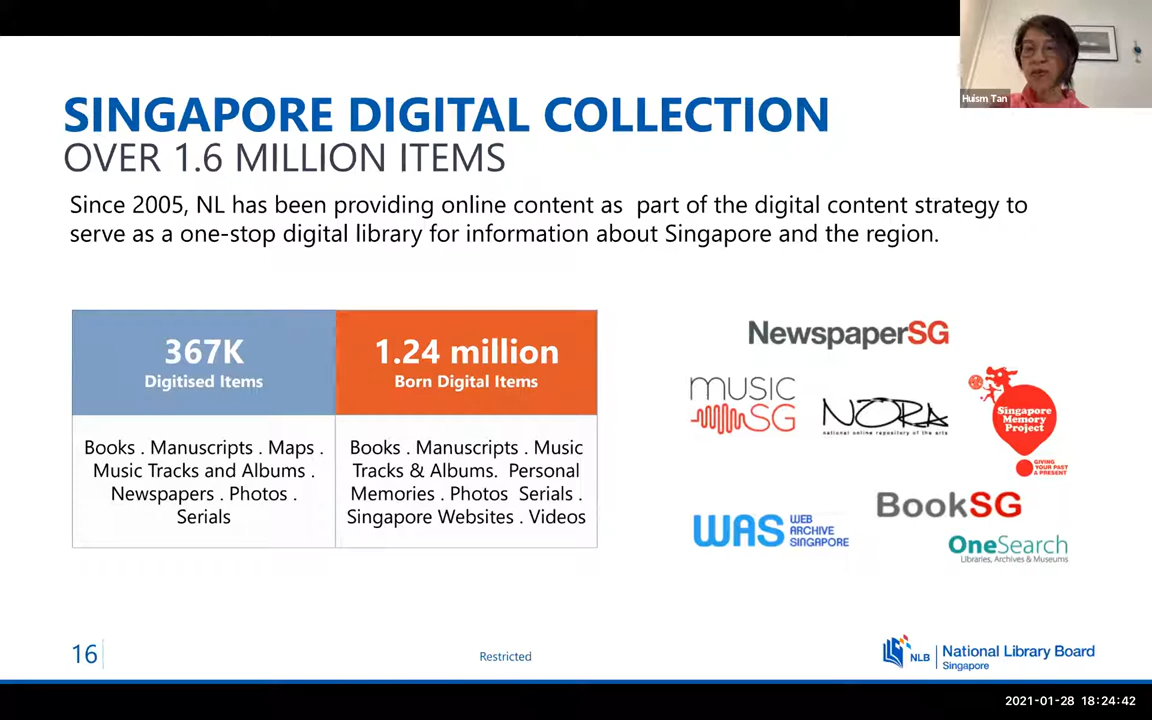 Huism Tan
SINGAPORE DIGITAL COLLECTION
OVER 1.6 MILLION ITEMS
Since 2005, NL has been providing online content as part of the digital content strategy to
serve as a one-stop digital library for information about Singapore and the region.
367K
Digitised Items
Books . Manuscripts . Maps .
Music Tracks and Albums .
Newspapers . Photos .
Serials
1.24 million
Born Digital Items
Books . Manuscripts . Music
Tracks & Albums. Personal
Memories . Photos Serials .
Singapore Websites . Videos
NewspaperSG
MUSIC
SG
NORA
national online repository of the arts
Singapore
Memory
Project
GIVING
YOUR PAST
A PRESENT
BookSG
WAS WEB
ARCHIVE
SINGAPORE
OneSearch
Libraries, Archives & Museums
16
Restricted
NLB National Library Board
Singapore
2021-01-28 18:24:42